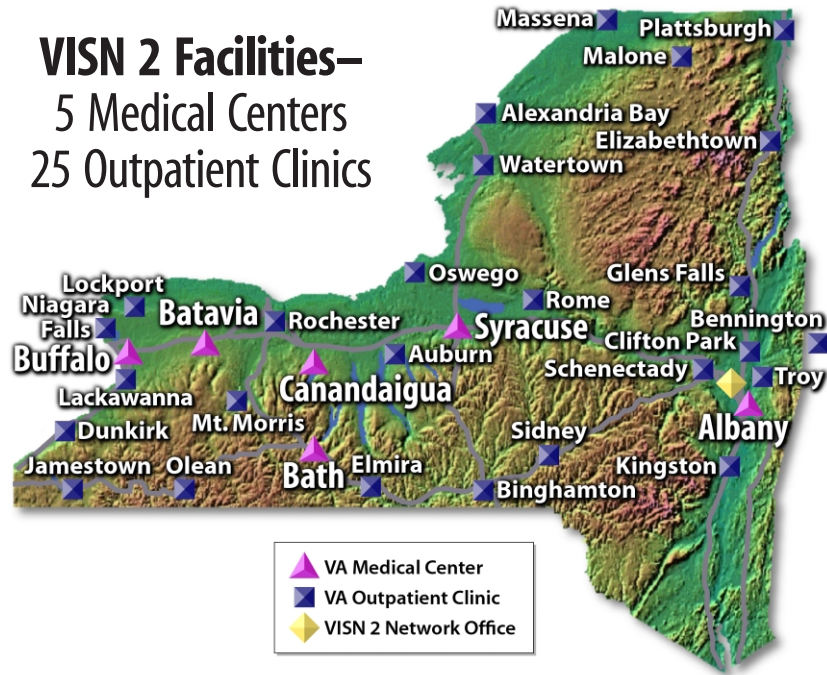 VISN 2 Facilities–
5 Medical Centers
25 Outpatient Clinics
Massena
Plattsburgh
Malone
Alexandria Bay
Elizabethtown
Watertown
Oswego
Glens Falls
Lockport
Niagara
Falls
Batavia
Rochester
Rome
Syracuse
Bennington
Clifton Park
Buffalo
Auburn
Schenectady
Troy
Lackawanna
Canandaigua
Mt. Morris
Albany
Dunkirk
Sidney
Jamestown
Olean
Bath
Elmira
Kingston
Binghamton
VA Medical Center
VA Outpatient Clinic
VISN 2 Network Office